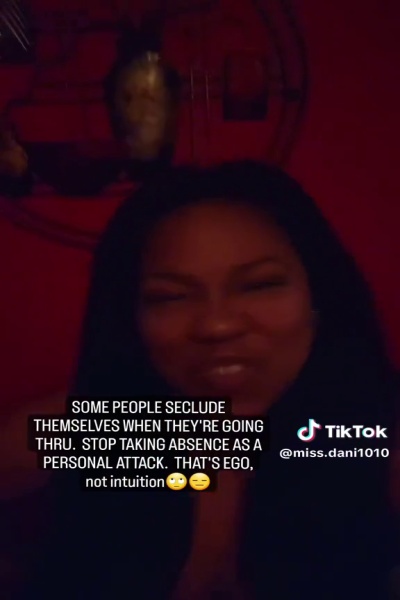 SOME PEOPLE SECLUDE
THEMSELVES WHEN THEY'RE GOING
THRU. STOP TAKING ABSENCE AS A
PERSONAL ATTACK. THAT'S EGO,
not intuition🙄😑
TikTok
@miss.dani1010